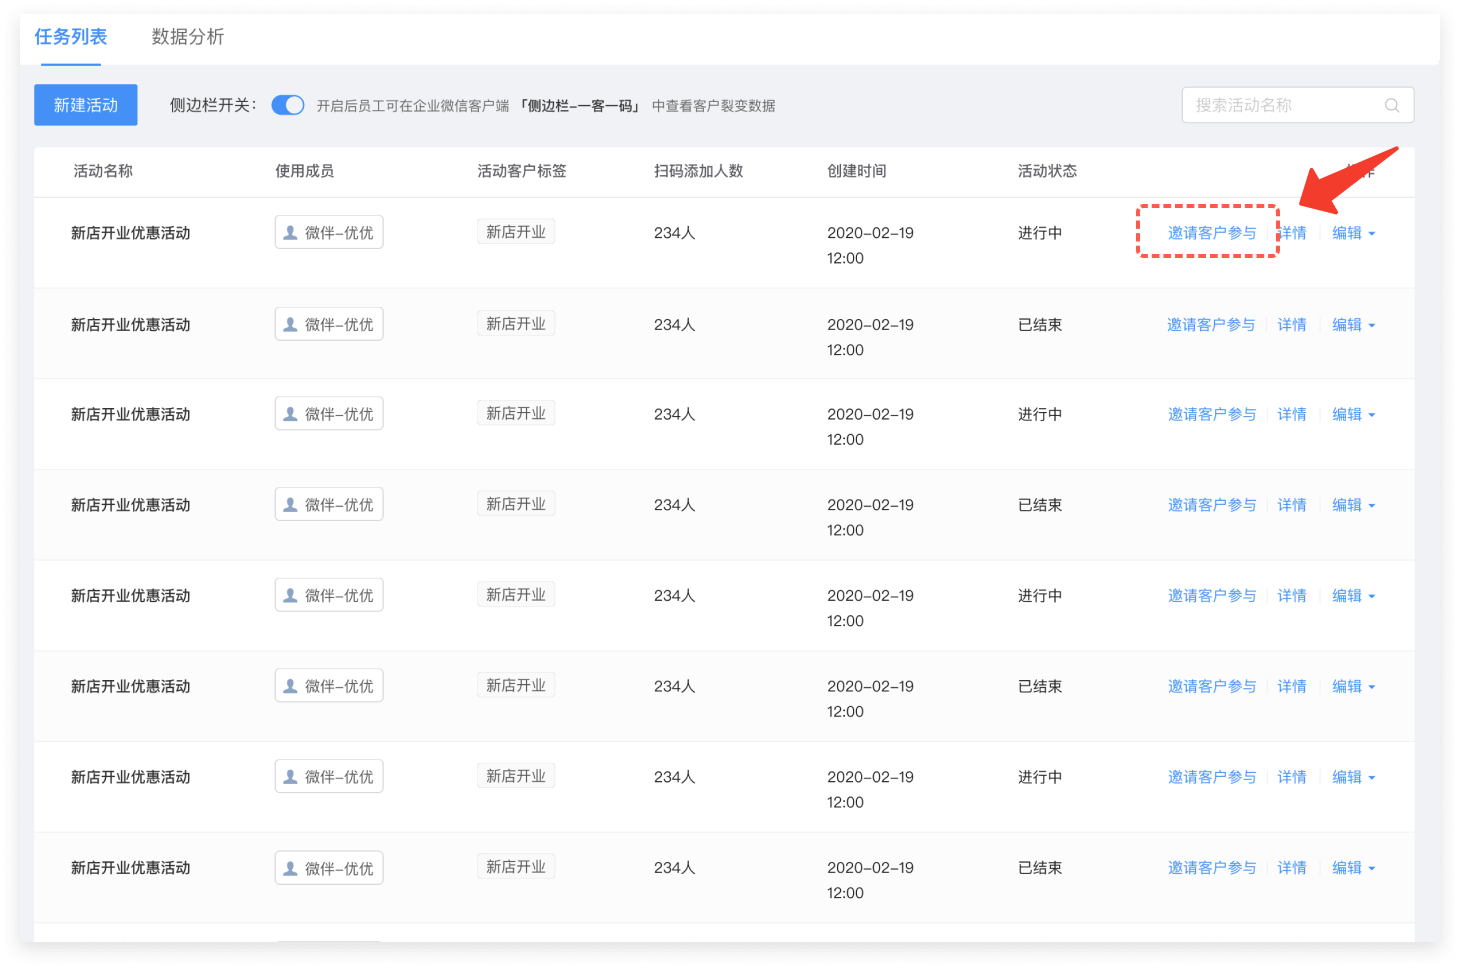 任务列表 数据分析
新建活动 侧边栏开关： 开启后员工可在企业微信客户端 「侧边栏-一客一码」 中查看客户裂变数据 搜索活动名称
活动名称 使用成员 活动客户标签 扫码添加人数 创建时间 活动状态
新店开业优惠活动 微伴-优优 新店开业 234人 2020-02-19 进行中 邀请客户参与 详情 编辑
12:00
新店开业优惠活动 微伴-优优 新店开业 234人 2020-02-19 已结束 邀请客户参与 详情 编辑
12:00
新店开业优惠活动 微伴-优优 新店开业 234人 2020-02-19 进行中 邀请客户参与 详情 编辑
12:00
新店开业优惠活动 微伴-优优 新店开业 234人 2020-02-19 已结束 邀请客户参与 详情 编辑
12:00
新店开业优惠活动 微伴-优优 新店开业 234人 2020-02-19 进行中 邀请客户参与 详情 编辑
12:00
新店开业优惠活动 微伴-优优 新店开业 234人 2020-02-19 已结束 邀请客户参与 详情 编辑
12:00
新店开业优惠活动 微伴-优优 新店开业 234人 2020-02-19 进行中 邀请客户参与 详情 编辑
12:00
新店开业优惠活动 微伴-优优 新店开业 234人 2020-02-19 已结束 邀请客户参与 详情 编辑
12:00